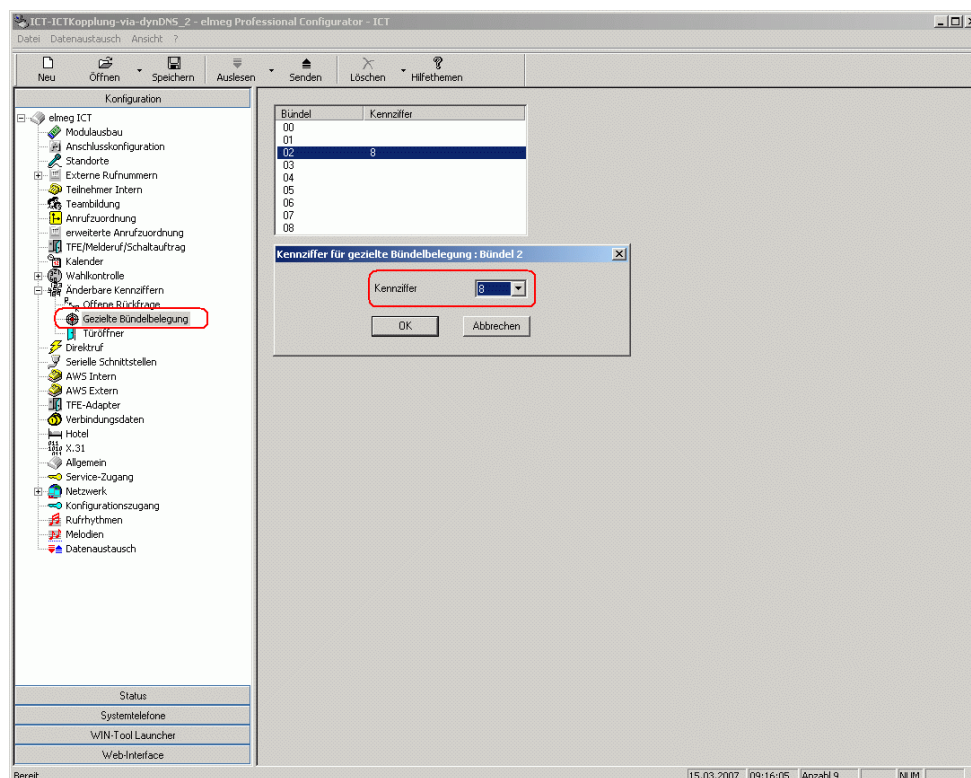 ICT-ICTKopplung-via-dynDNS_2 - elmeg Professional Configurator - ICT
Datei Datenaustausch Ansicht ?
Neu Öffnen Speichern Auslesen Senden Löschen Hilfethemen
Konfiguration
elmeg ICT
Modulausbau
Anschlusskonfiguration
Standorte
Externe Rufnummern
Teilnehmer Intern
Teambildung
Anrufzuordnung
erweiterte Anrufzuordnung
TFE/Melderuf/Schaltauftrag
Kalender
Wahlkontrolle
Änderbare Kennziffern
Offene Rückfrage
Gezielte Bündelbelegung
Türöffner
Direktruf
Serielle Schnittstellen
AWS Intern
AWS Extern
TFE-Adapter
Verbindungsdaten
Hotel
X.31
Allgemein
Service-Zugang
Netzwerk
Konfigurationszugang
Rufrhythmen
Melodien
Datenaustausch
Status
Systemtelefone
WIN-Tool Launcher
Web-Interface
Bündel Kennziffer
00
01
02 8
03
04
05
06
07
08
Kennziffer für gezielte Bündelbelegung : Bündel 2
Kennziffer 8
OK Abbrechen
Bereit 15.03.2007 09:16:05 Anzahl 9 NUM